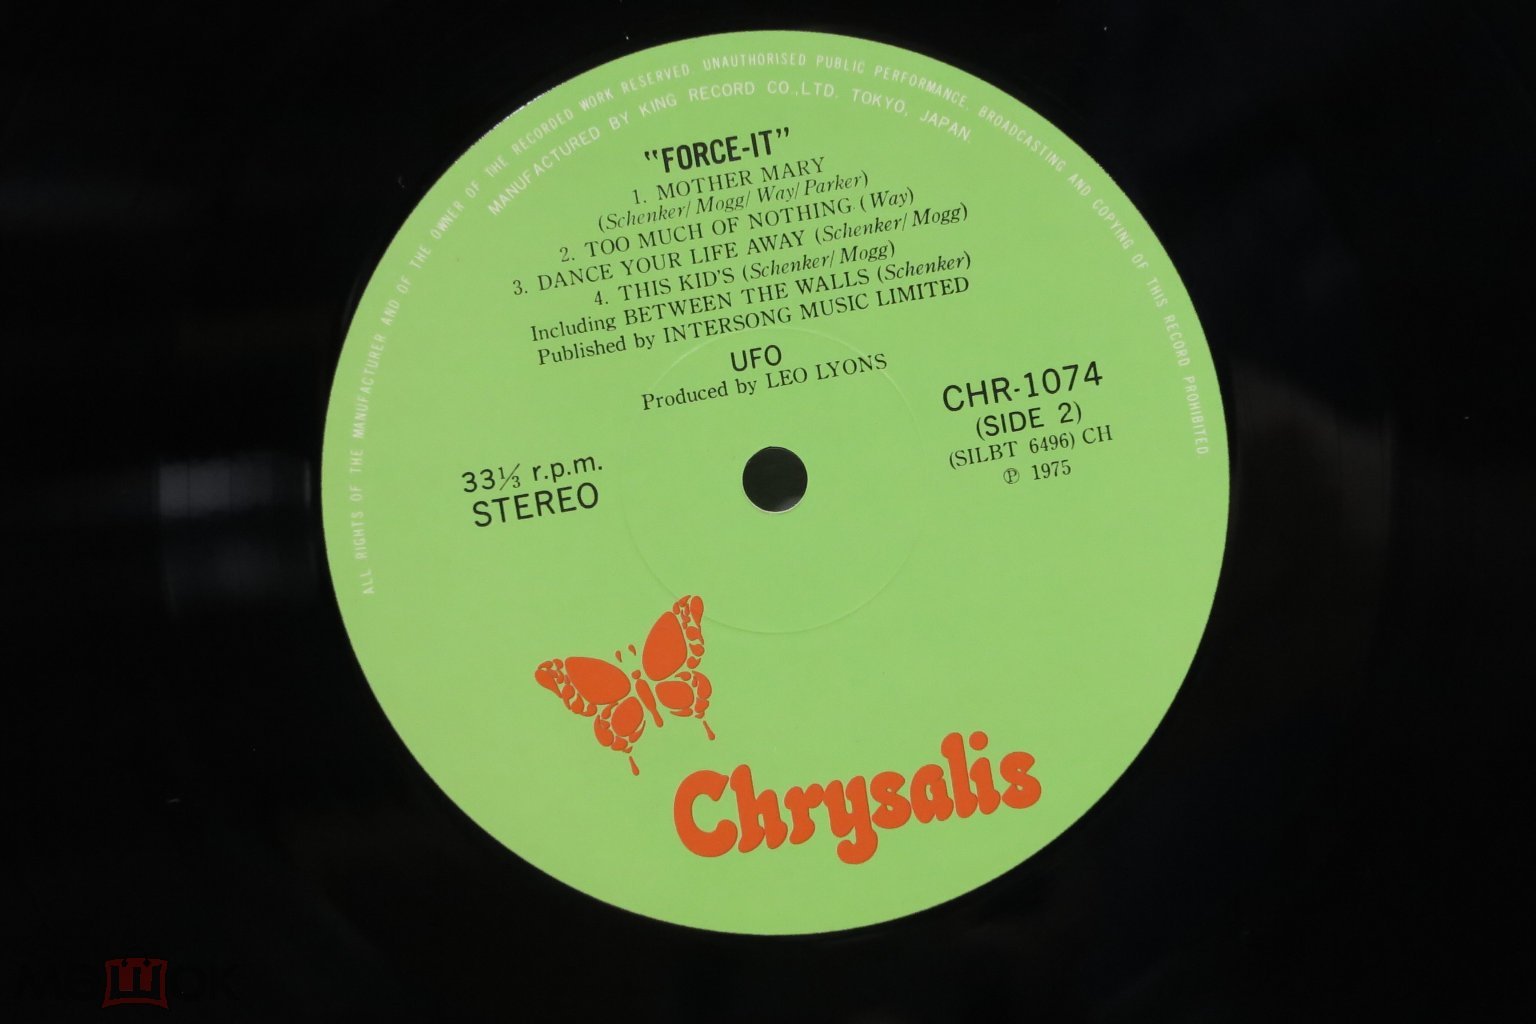 ALL RIGHTS OF THE MANUFACTURER AND OF THE OWNER OF THE RECORDED WORK RESERVED UNAUTHORISED PUBLIC PERFORMANCE, BROADCASTING AND COPYING OF THIS RECORD PROHIBITED
MANUFACTURED BY KING RECORD CO.,LTD. TOKYO, JAPAN.
"FORCE-IT"
1. MOTHER MARY
(Schenker/ Mogg/ Way/ Parker)
2. TOO MUCH OF NOTHING (Way)
3. DANCE YOUR LIFE AWAY (Schenker/ Mogg)
4. THIS KID'S (Schenker/ Mogg)
Including BETWEEN THE WALLS (Schenker)
Published by INTERSONG MUSIC LIMITED
UFO
Produced by LEO LYONS
CHR-1074
(SIDE 2)
(SILBT 6496) CH
℗ 1975
33⅓ r.p.m.
STEREO
Chrysalis
мешок